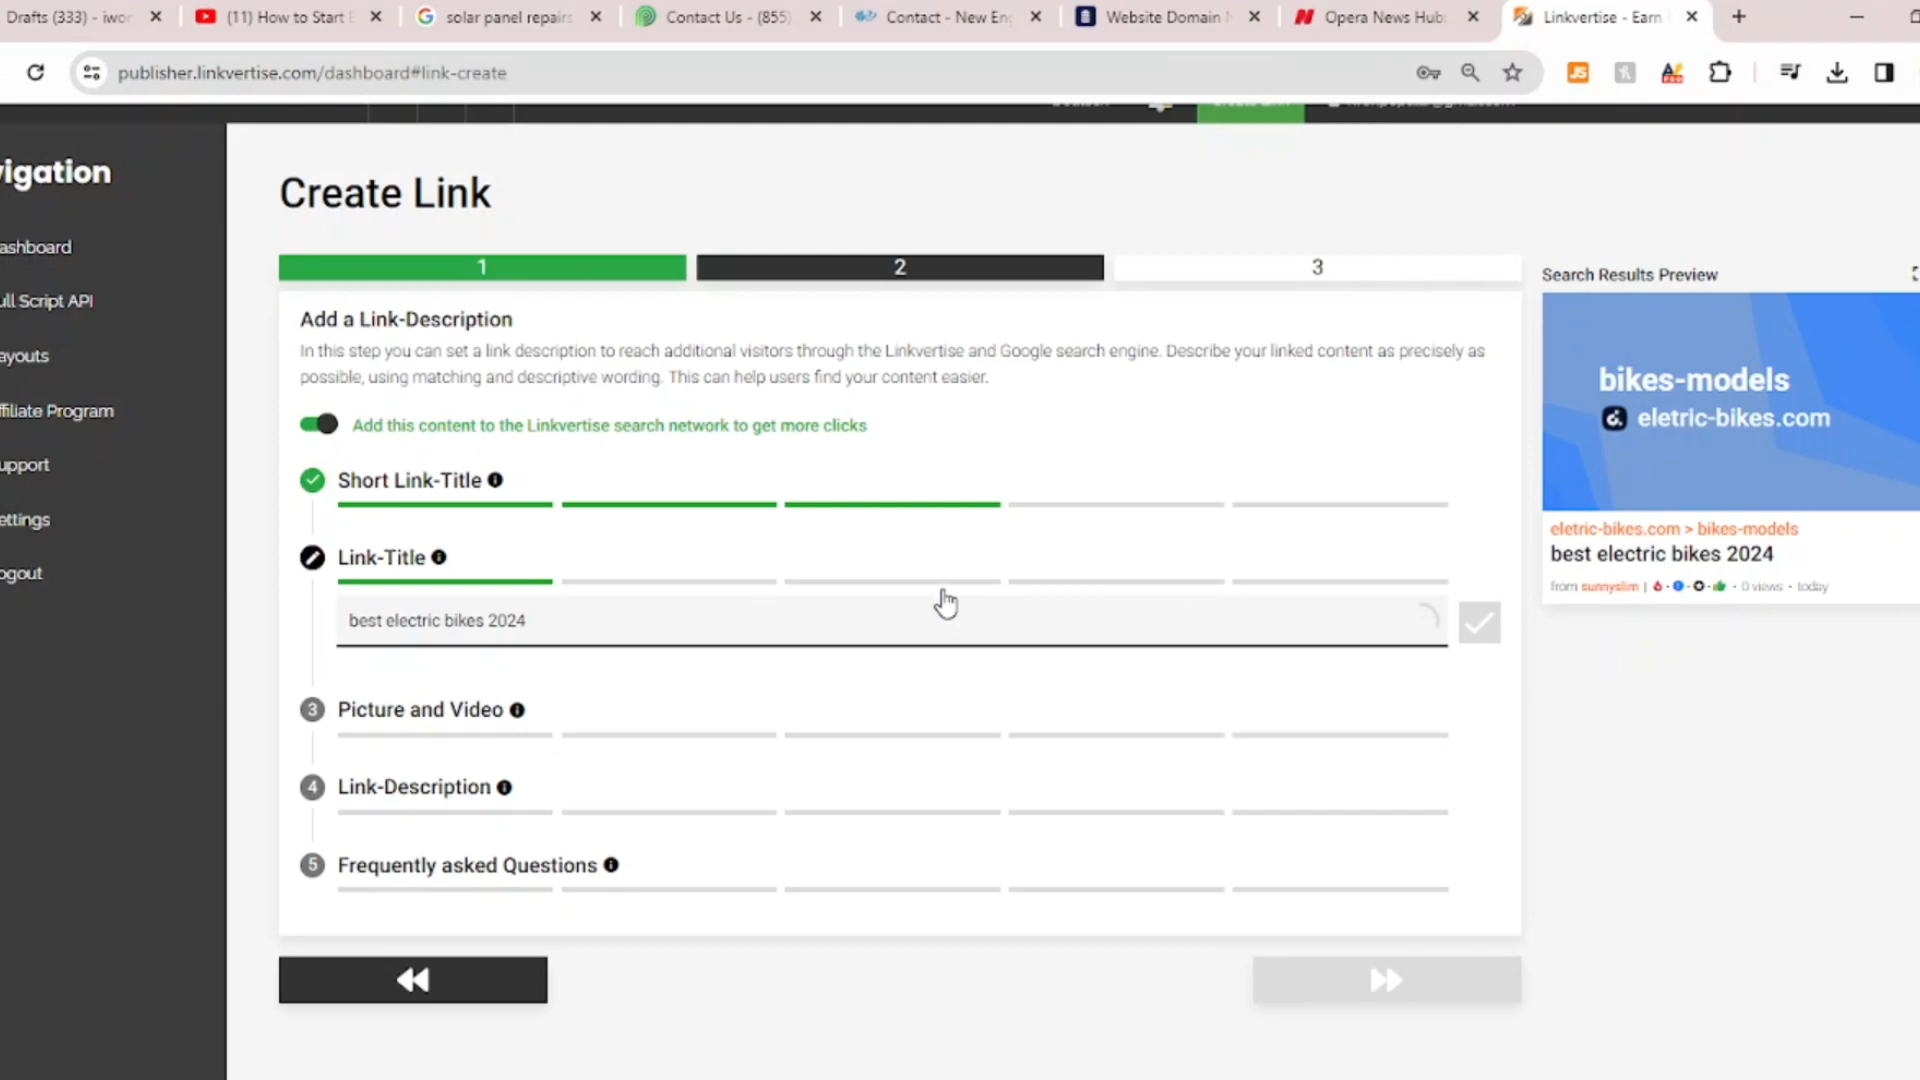 Drafts (333) - iwor
(11) How to Start E
solar panel repairs
Contact Us - (855)
Contact - New En
Website Domain
Opera News Hub
Linkvertise - Earn
publisher.linkvertise.com/dashboard#link-create
JS
vigation
ashboard
ull Script API
ayouts
ffiliate Program
upport
ettings
ogout
Create Link
1
2
3
Add a Link-Description
In this step you can set a link description to reach additional visitors through the Linkvertise and Google search engine. Describe your linked content as precisely as
possible, using matching and descriptive wording. This can help users find your content easier.
Add this content to the Linkvertise search network to get more clicks
Short Link-Title
Link-Title
best electric bikes 2024
3 Picture and Video
4 Link-Description
5 Frequently asked Questions
Search Results Preview
bikes-models
eletric-bikes.com
eletric-bikes.com > bikes-models
best electric bikes 2024
from sunnyslim | 0 views - today